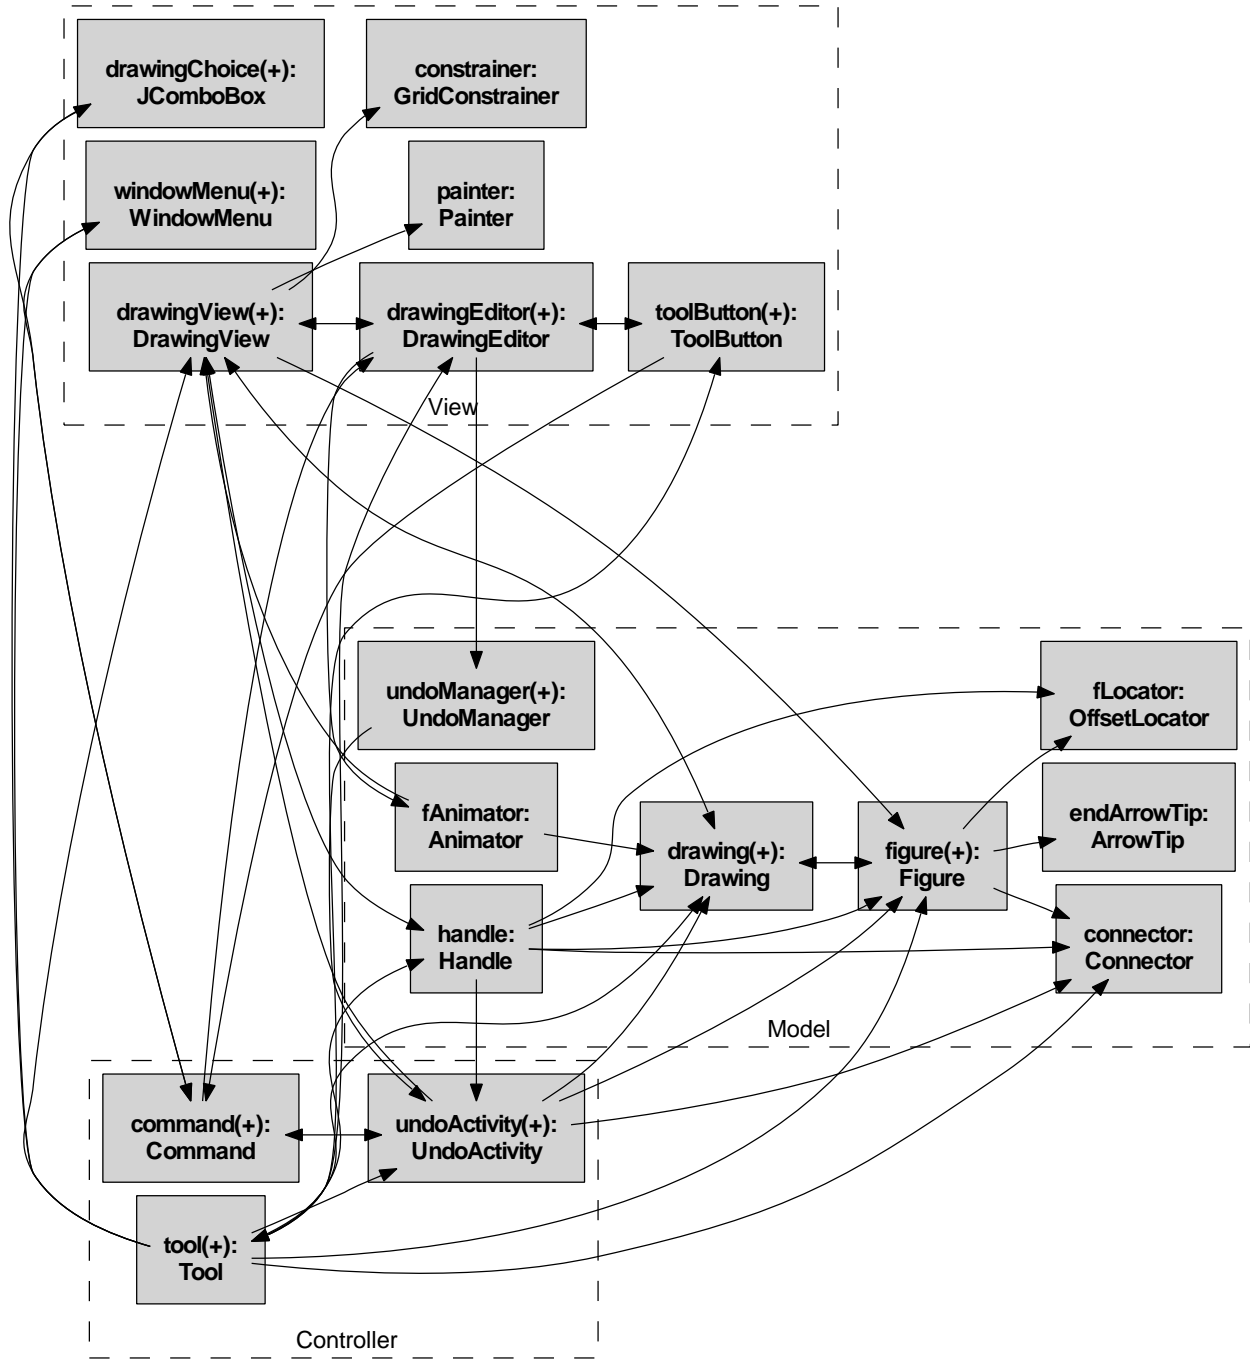 drawingChoice(+):
JComboBox
constrainer:
GridConstrainer
windowMenu(+):
WindowMenu
painter:
Painter
drawingView(+):
DrawingView
drawingEditor(+):
DrawingEditor
toolButton(+):
ToolButton
View
undoManager(+):
UndoManager
fLocator:
OffsetLocator
fAnimator:
Animator
drawing(+):
Drawing
figure(+):
Figure
endArrowTip:
ArrowTip
handle:
Handle
connector:
Connector
Model
command(+):
Command
undoActivity(+):
UndoActivity
tool(+):
Tool
Controller